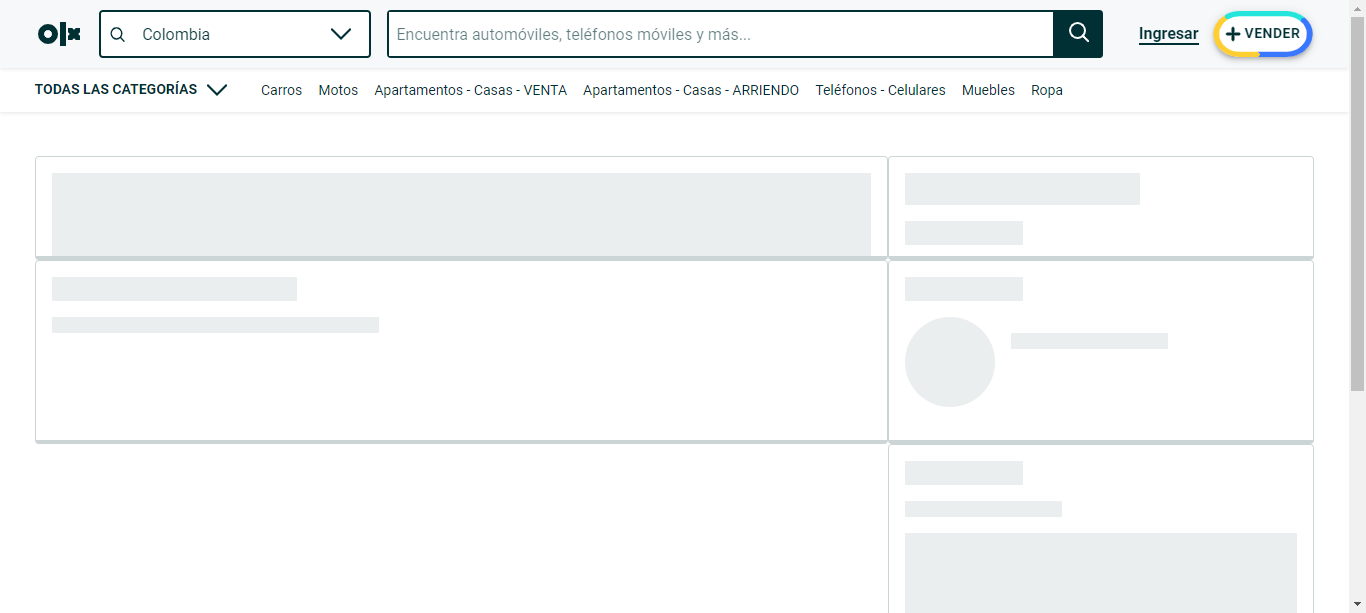 olx
Colombia
Encuentra automóviles, teléfonos móviles y más...
Ingresar
VENDER
TODAS LAS CATEGORÍAS
Carros
Motos
Apartamentos - Casas - VENTA
Apartamentos - Casas - ARRIENDO
Teléfonos - Celulares
Muebles
Ropa